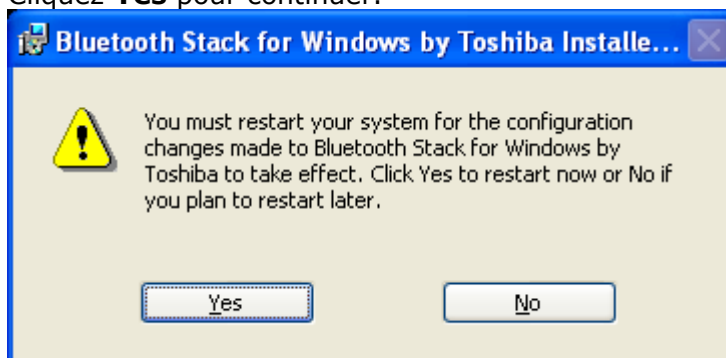 Cliquez YES pour continuer.
Bluetooth Stack for Windows by Toshiba Installe...
You must restart your system for the configuration
changes made to Bluetooth Stack for Windows by
Toshiba to take effect. Click Yes to restart now or No if
you plan to restart later.
Yes
No